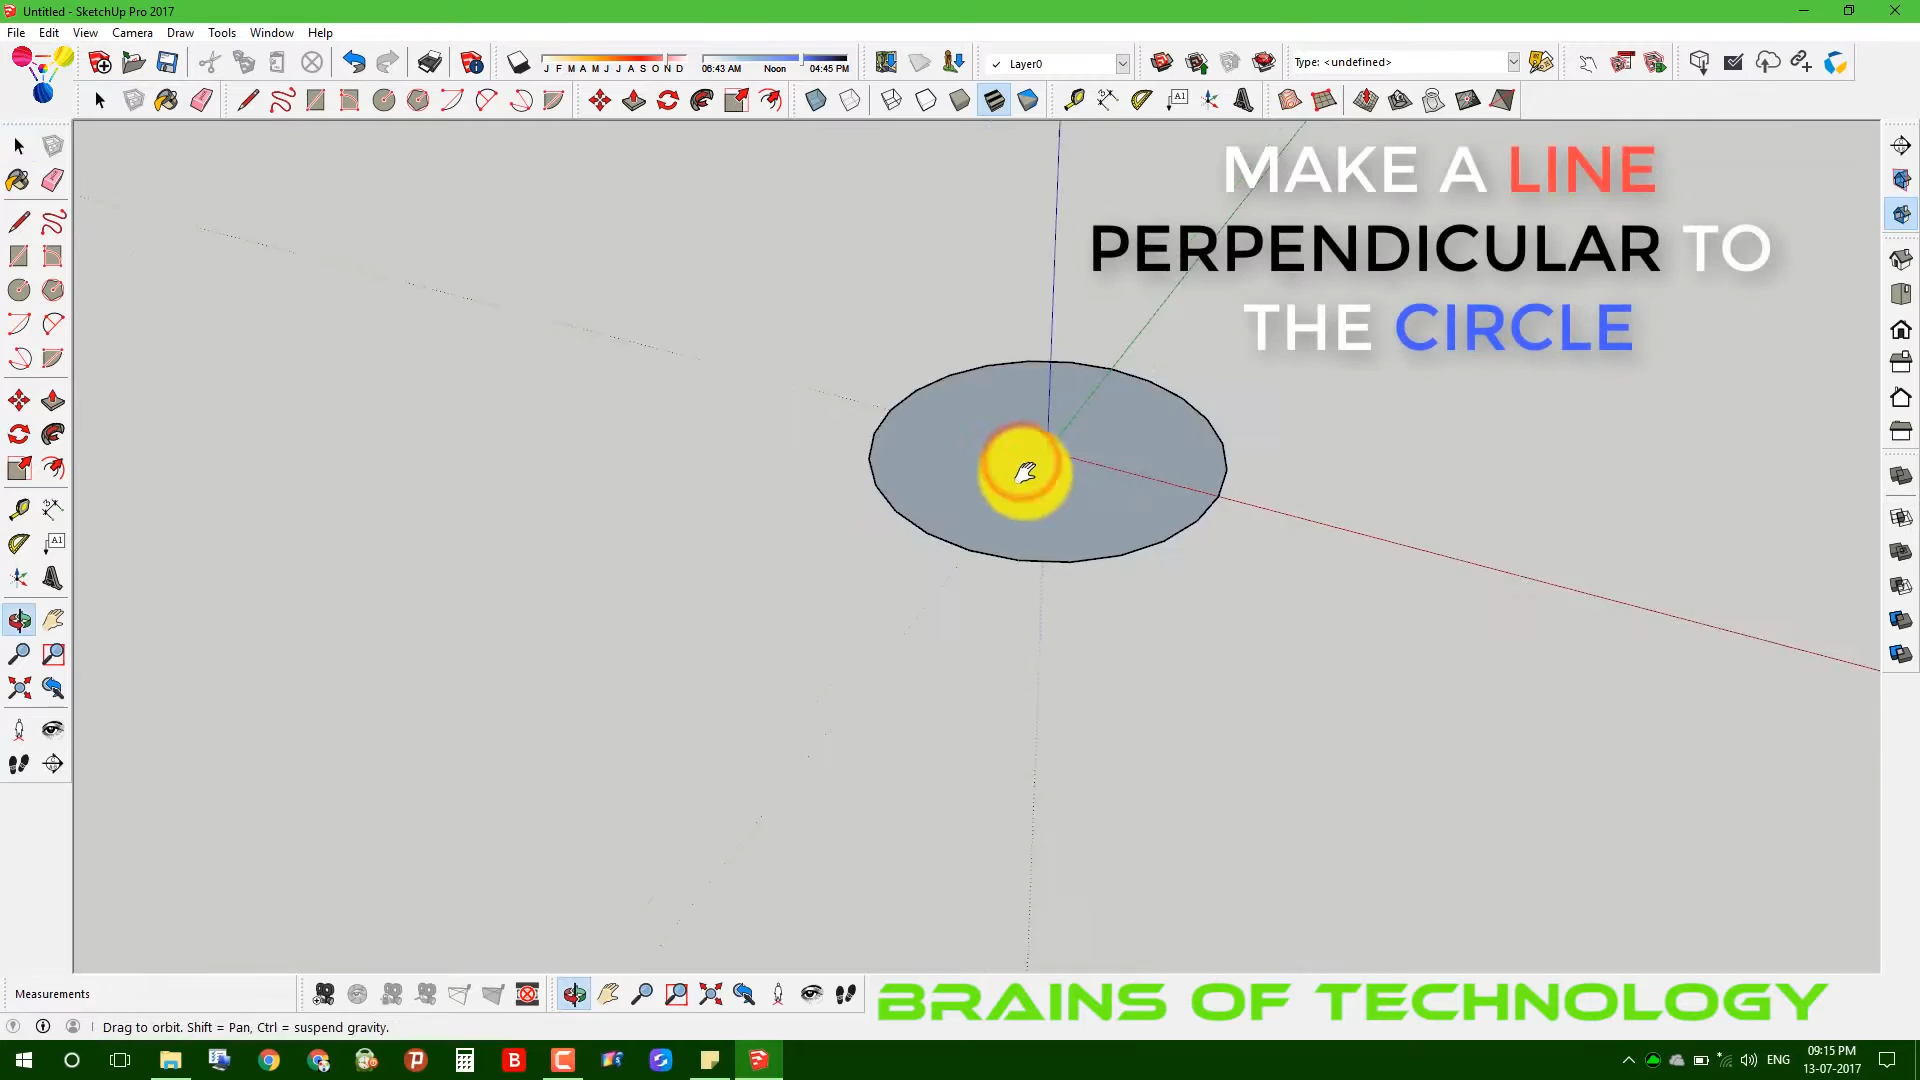 Untitled - SketchUp Pro 2017
File Edit View Camera Draw Tools Window Help
J F M A M J J A S O N D
06:43 AM Noon 04:45 PM
Layer0
Type: <undefined>
A1
MAKE A LINE
PERPENDICULAR TO
THE CIRCLE
A1
Measurements
BRAINS OF TECHNOLOGY
Drag to orbit. Shift = Pan, Ctrl = suspend gravity.
ENG
09:15 PM
13-07-2017